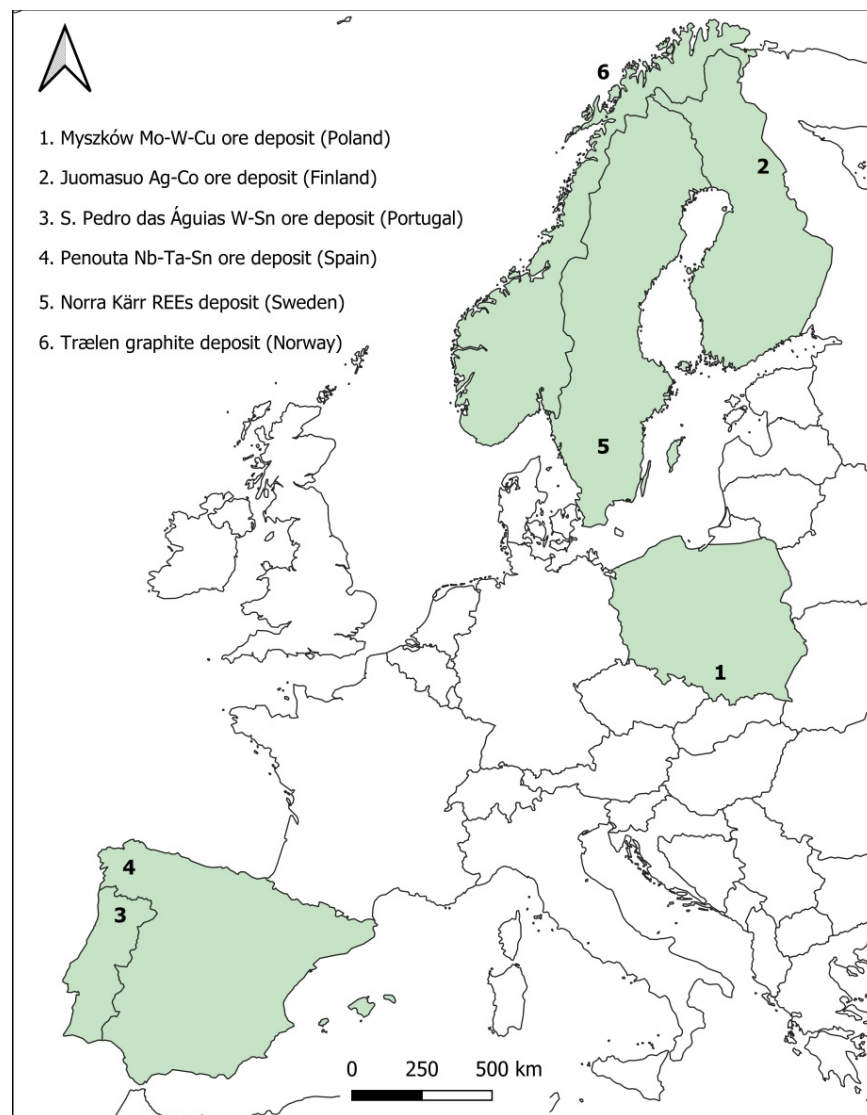 1. Myszków Mo-W-Cu ore deposit (Poland)
2. Juomasuo Ag-Co ore deposit (Finland)
3. S. Pedro das Águias W-Sn ore deposit (Portugal)
4. Penouta Nb-Ta-Sn ore deposit (Spain)
5. Norra Kärr REEs deposit (Sweden)
6. Trælen graphite deposit (Norway)
6
2
5
1
4
3
0 250 500 km